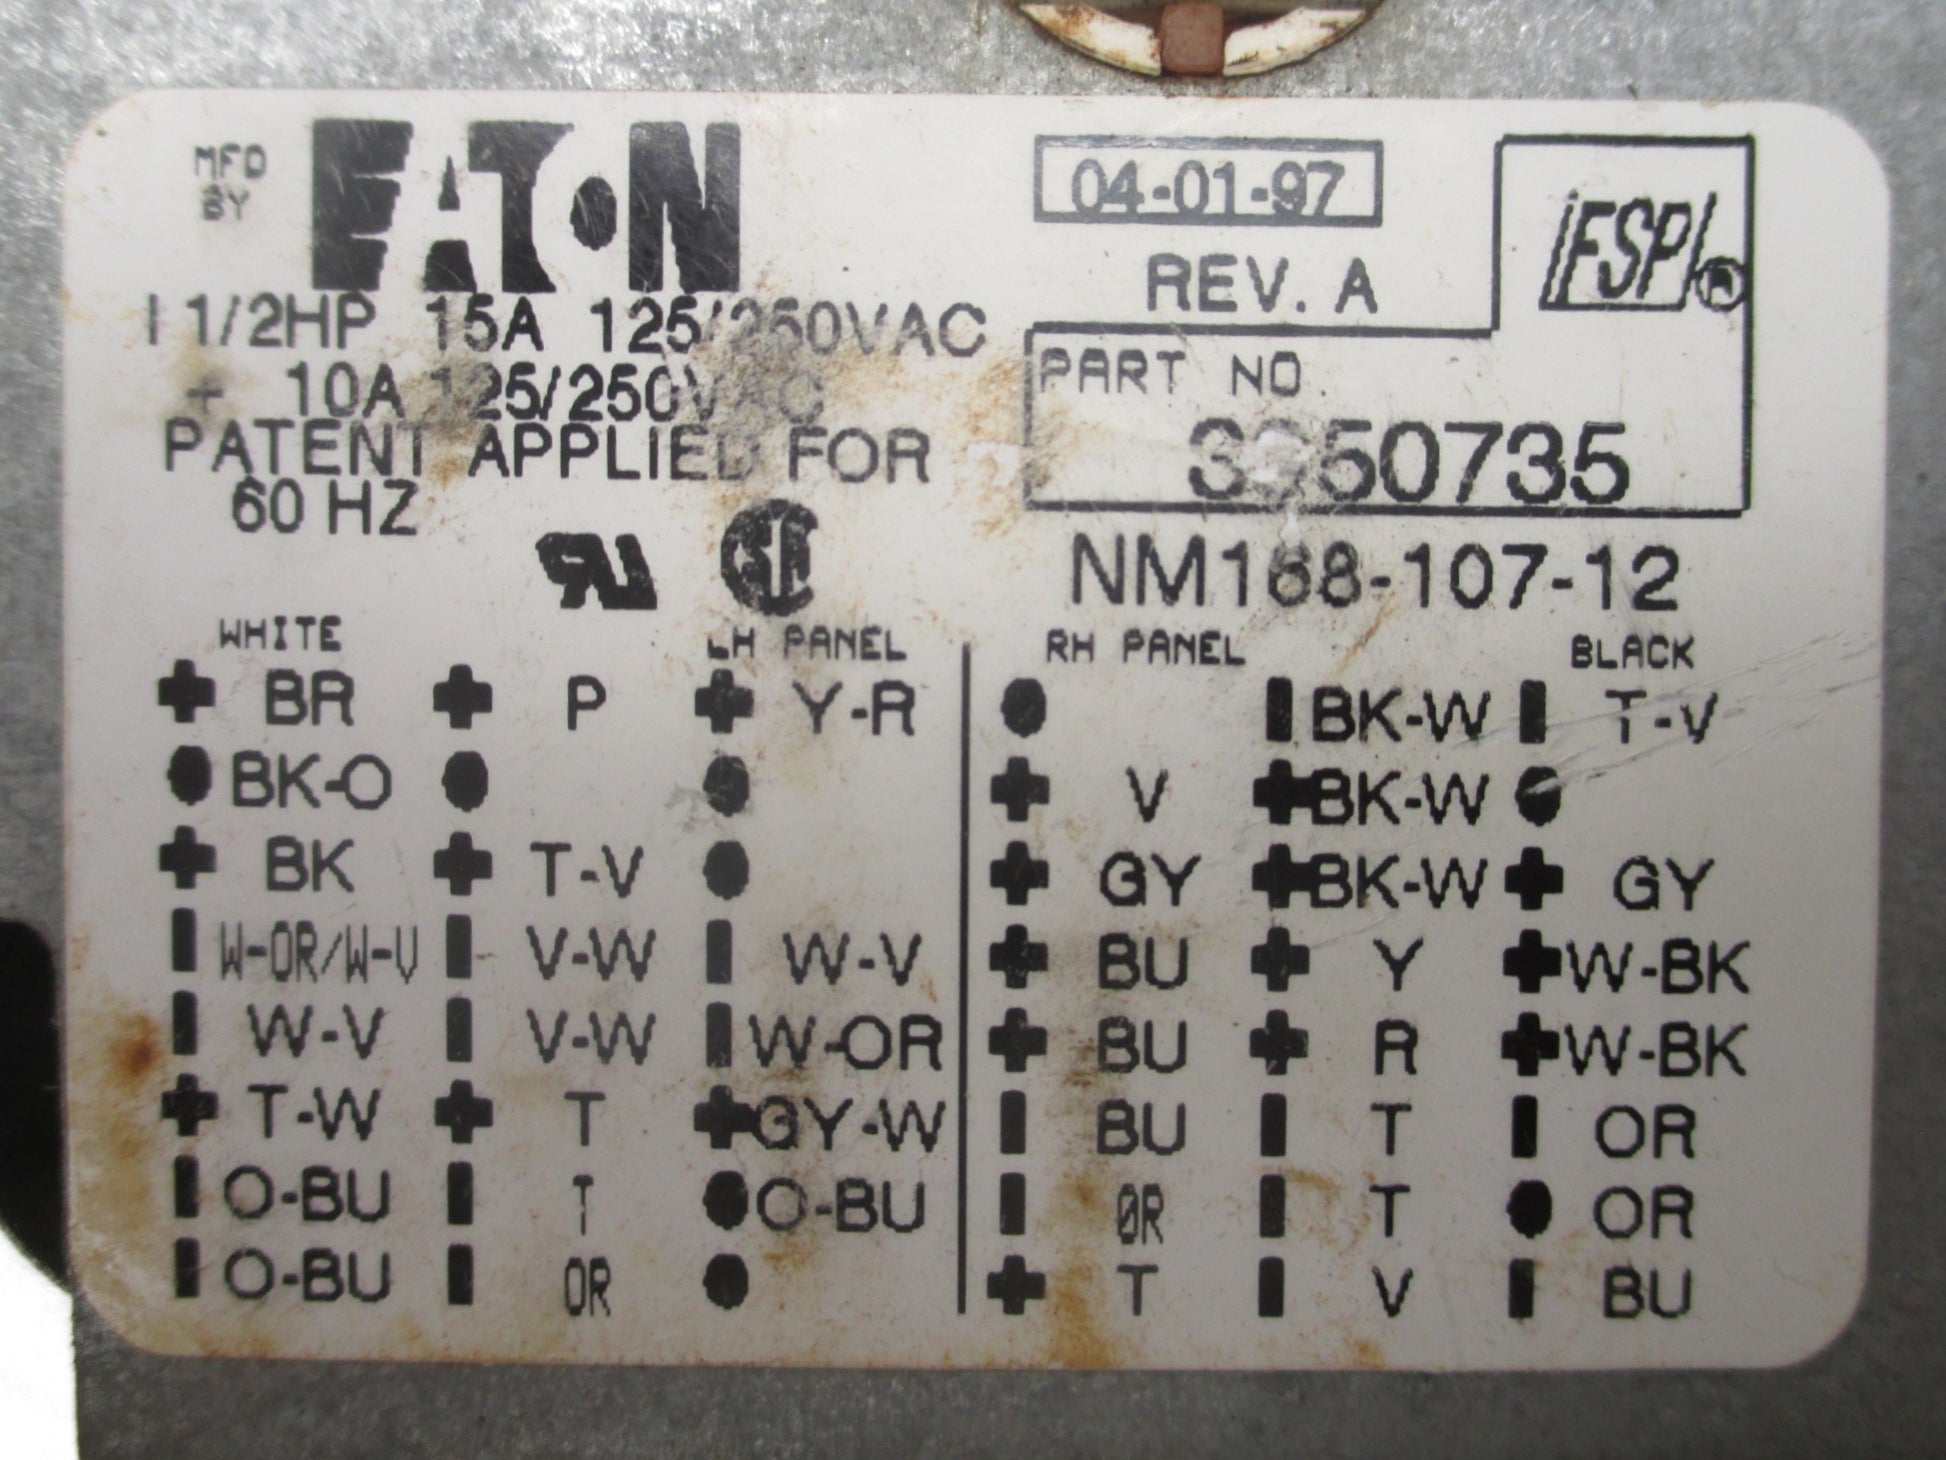 MFD
BY
EATON
04-01-97
REV. A
FSP
R
1 1/2HP 15A 125/250VAC
+ 10A 125/250VAC
PATENT APPLIED FOR
60 HZ
PART NO.
NM168-107-12
WHITE LH PANEL RH PANEL BLACK
BR P Y-R BK-W T-V
BK-O V BK-W
BK T-V GY BK-W GY
W-OR/W-V V-W W-V BU Y W-BK
W-V V-W W-OR BU R W-BK
T-W T GY-W BU T OR
O-BU T O-BU OR T OR
O-BU OR T V BU